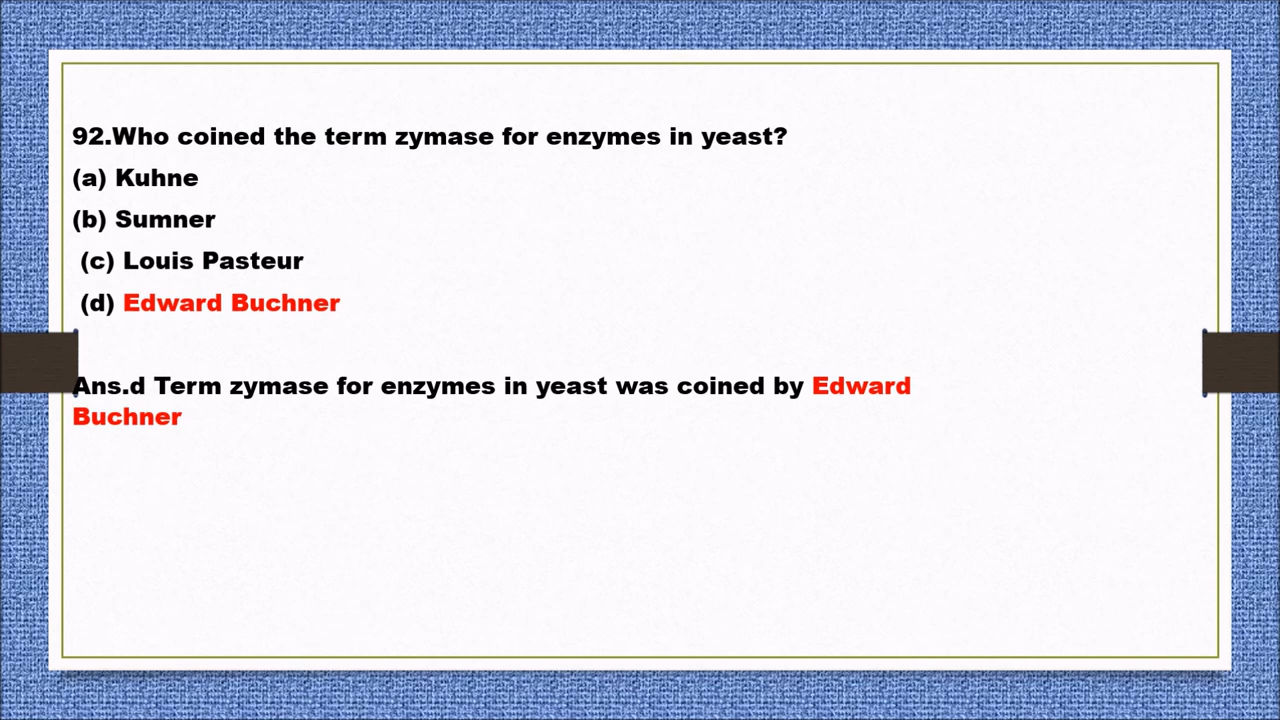 92.Who coined the term zymase for enzymes in yeast?
(a) Kuhne
(b) Sumner
(c) Louis Pasteur
(d) Edward Buchner
Ans.d Term zymase for enzymes in yeast was coined by Edward
Buchner